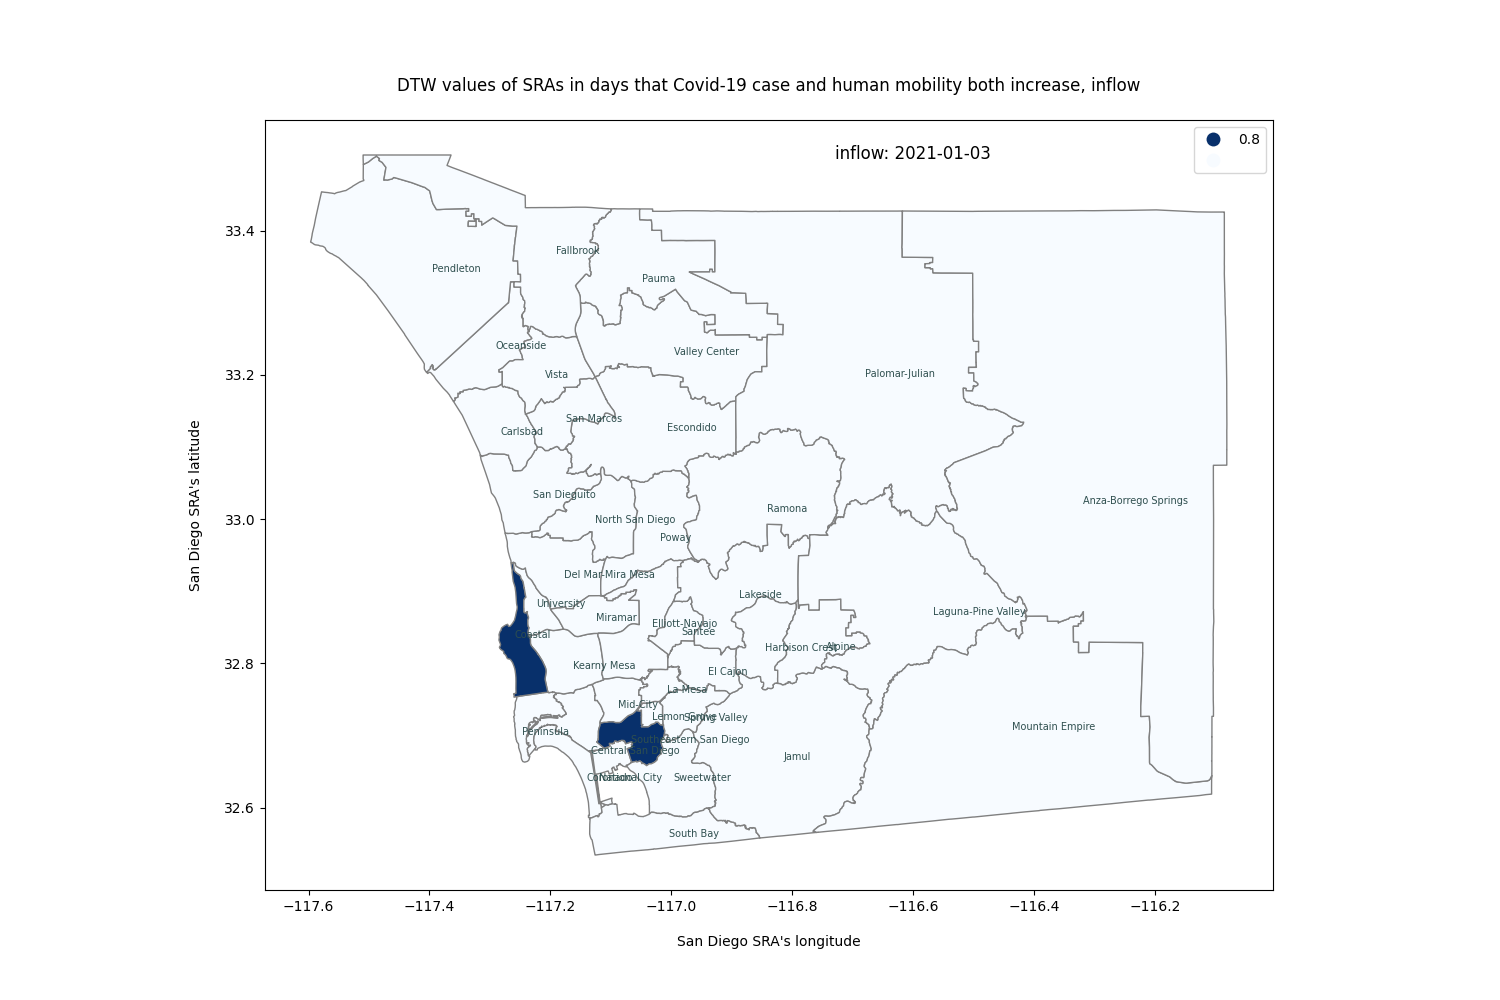 DTW values of SRAs in days that Covid-19 case and human mobility both increase, inflow
inflow: 2021-01-03
0.8
33.4
33.2
33.0
32.8
32.6
San Diego SRA's latitude
Fallbrook
Pendleton
Pauma
Oceanside
Valley Center
Vista
Palomar-Julian
San Marcos
Carlsbad
Escondido
San Dieguito
Anza-Borrego Springs
Ramona
North San Diego
Poway
Del Mar-Mira Mesa
Lakeside
University
Miramar
Laguna-Pine Valley
Elliott-Navajo
Santee
Coastal
Harbison Crest
Alpine
Kearny Mesa
El Cajon
La Mesa
Mid-City
Lemon Grove
Spring Valley
Peninsula
Mountain Empire
Southeastern San Diego
Central San Diego
Jamul
Coronado
National City
Sweetwater
South Bay
−117.6 −117.4 −117.2 −117.0 −116.8 −116.6 −116.4 −116.2
San Diego SRA's longitude